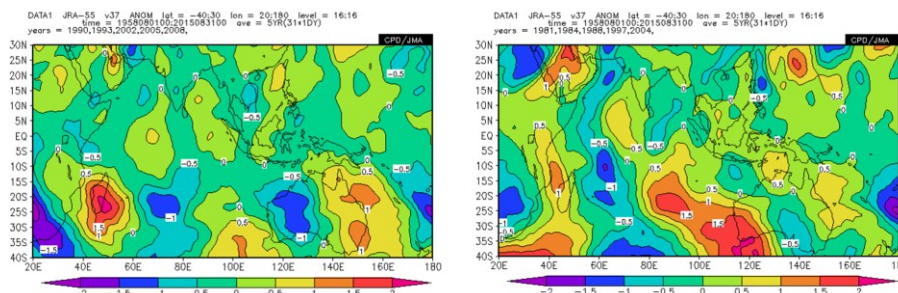 DATA1 JRA-55 v37 ANOM lat = -40:30 lon = 20:180 level = 16:16
time = 1958080100:2015083100 ave = 5YR(31*1DY)
years = 1990,1993,2002,2005,2008,
CPD/JMA
30N
25N
20N
15N
10N
5N
EQ
5S
10S
15S
20S
25S
30S
35S
40S
20E 40E 60E 80E 100E 120E 140E 160E 180
-2 -1.5 -1 -0.5 0 0.5 1 1.5 2
DATA1 JRA-55 v37 ANOM lat = -40:30 lon = 20:180 level = 16:16
time = 1958080100:2015083100 ave = 5YR(31*1DY)
years = 1981,1984,1988,1997,2004,
CPD/JMA
30N
25N
20N
15N
10N
5N
EQ
5S
10S
15S
20S
25S
30S
35S
40S
20E 40E 60E 80E 100E 120E 140E 160E 180
-2 -1.5 -1 -0.5 0 0.5 1 1.5 2